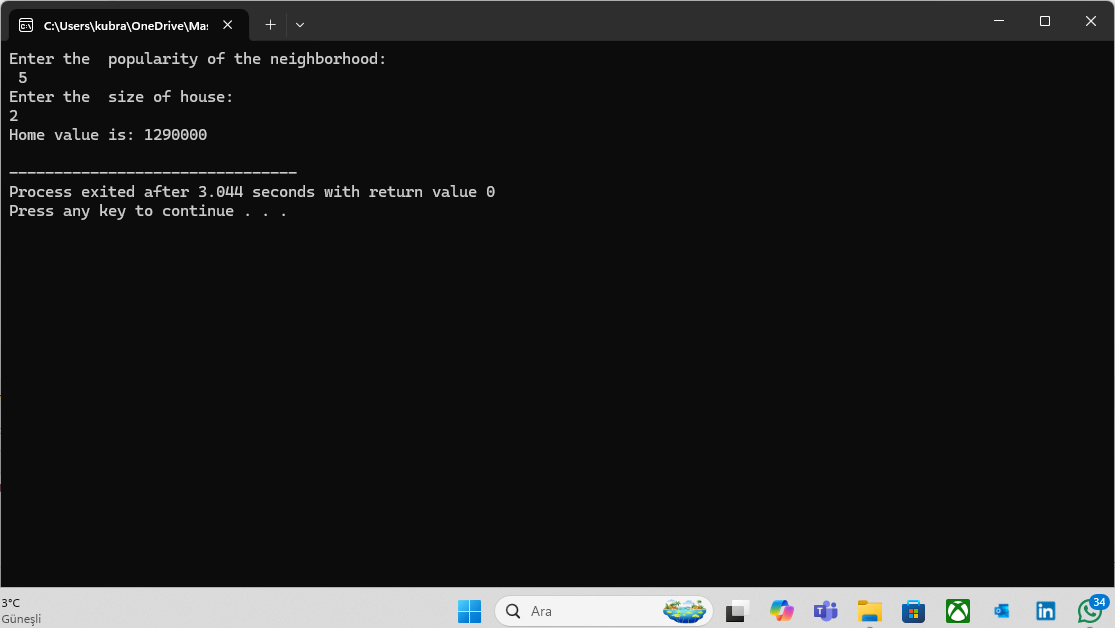 C:\Users\kubra\OneDrive\Mas
Enter the  popularity of the neighborhood:
 5
Enter the  size of house:
2
Home value is: 1290000
--------------------------------
Process exited after 3.044 seconds with return value 0
Press any key to continue . . .
3°C
Güneşli
Ara
34